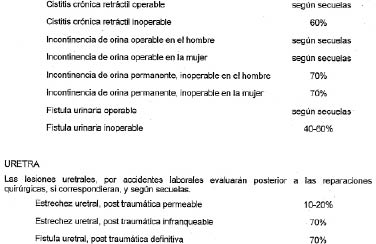 Cistitis crónica retráctil operable según secuelas
Cistitis crónica retráctil inoperable 60%
Incontinencia de orina operable en el hombre según secuelas
Incontinencia de orina operable en la mujer según secuelas
Incontinencia de orina permanente, inoperable en el hombre 70%
Incontinencia de orina permanente, inoperable en la mujer 70%
Fístula urinaria operable según secuelas
Fístula urinaria inoperable 40-60%
URETRA
Las lesiones uretrales, por accidentes laborales evaluarán posterior a las reparaciones
quirúrgicas, si correspondieran, y según secuelas.
Estrechez uretral, post traumática permeable 10-20%
Estrechez uretral, post traumática infranqueable 70%
Fístula uretral, post traumática definitiva 70%